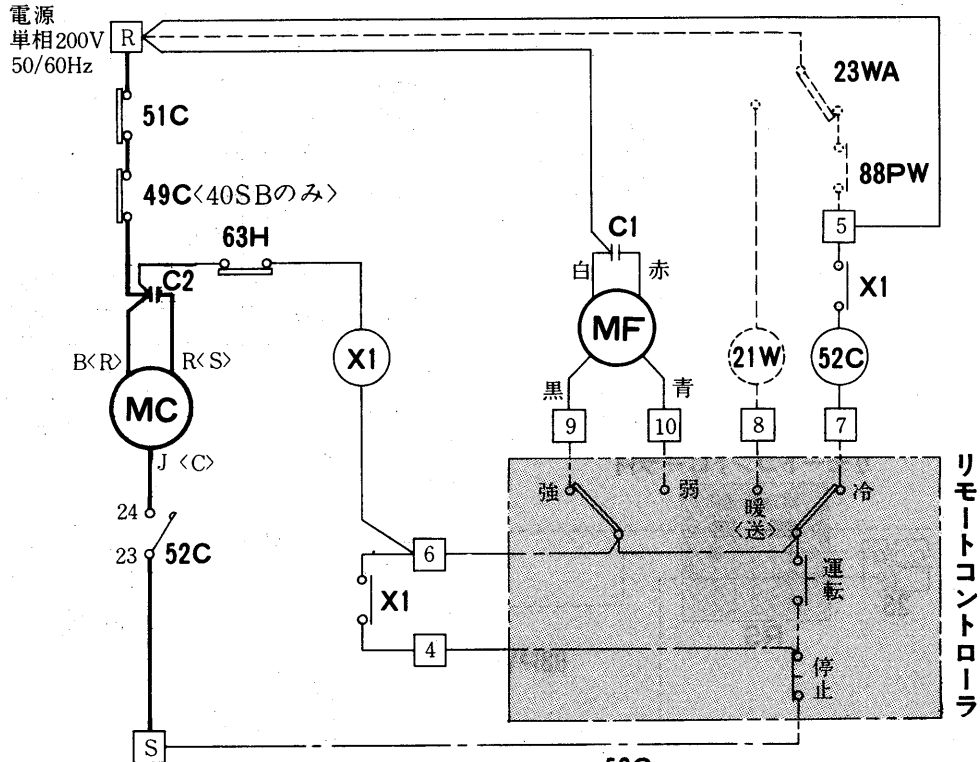 電源
単相200V
50/60Hz
R
51C
49C<40SBのみ>
63H
C2
B<R>
R<S>
MC
J <C>
24
23
52C
S
X1
C1
白
赤
MF
黒
青
9
10
23WA
88PW
5
X1
21W
52C
8
7
強
弱
暖
<送>
冷
6
X1
4
運転
停止
リモートコントローラ